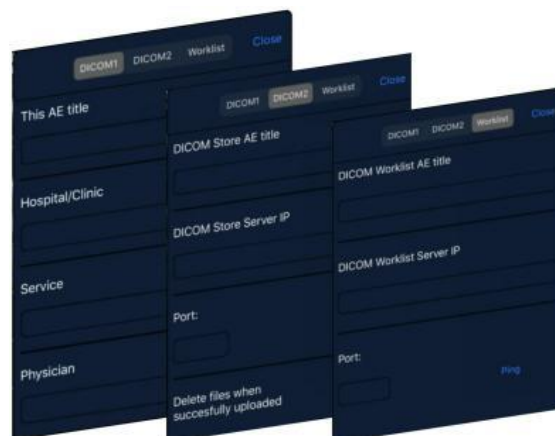 DICOM1 DICOM2 Worklist Close
This AE title
Hospital/Clinic
Service
Physician
DICOM1 DICOM2 Worklist Close
DICOM Store AE title
DICOM Store Server IP
Port:
Delete files when
succesfully uploaded
DICOM1 DICOM2 Worklist Close
DICOM Worklist AE title
DICOM Worklist Server IP
Port:
Ping